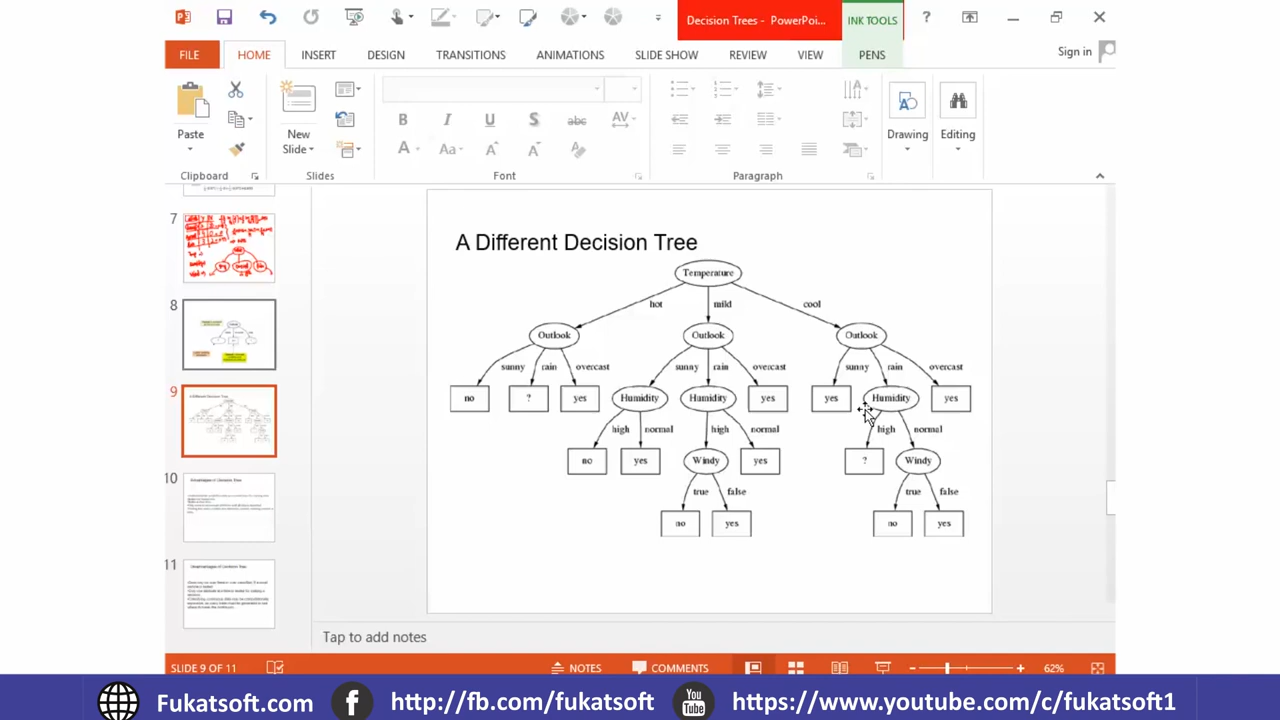 Decision Trees - PowerPoi...
INK TOOLS
FILE
HOME
INSERT
DESIGN
TRANSITIONS
ANIMATIONS
SLIDE SHOW
REVIEW
VIEW
PENS
Sign in
Paste
New
Slide
B I U S abc AV
A Aa A A
Drawing
Editing
Clipboard
Slides
Font
Paragraph
7
8
9
10
11
A Different Decision Tree
Temperature
hot mild cool
Outlook Outlook Outlook
sunny rain overcast sunny rain overcast sunny rain overcast
no ? yes Humidity Humidity yes yes Humidity yes
high normal high normal high normal
no yes Windy yes ? Windy
true false true false
no yes no yes
Tap to add notes
SLIDE 9 OF 11
NOTES
COMMENTS
62%
Fukatsoft.com
f
http://fb.com/fukatsoft
You
Tube
https://www.youtube.com/c/fukatsoft1